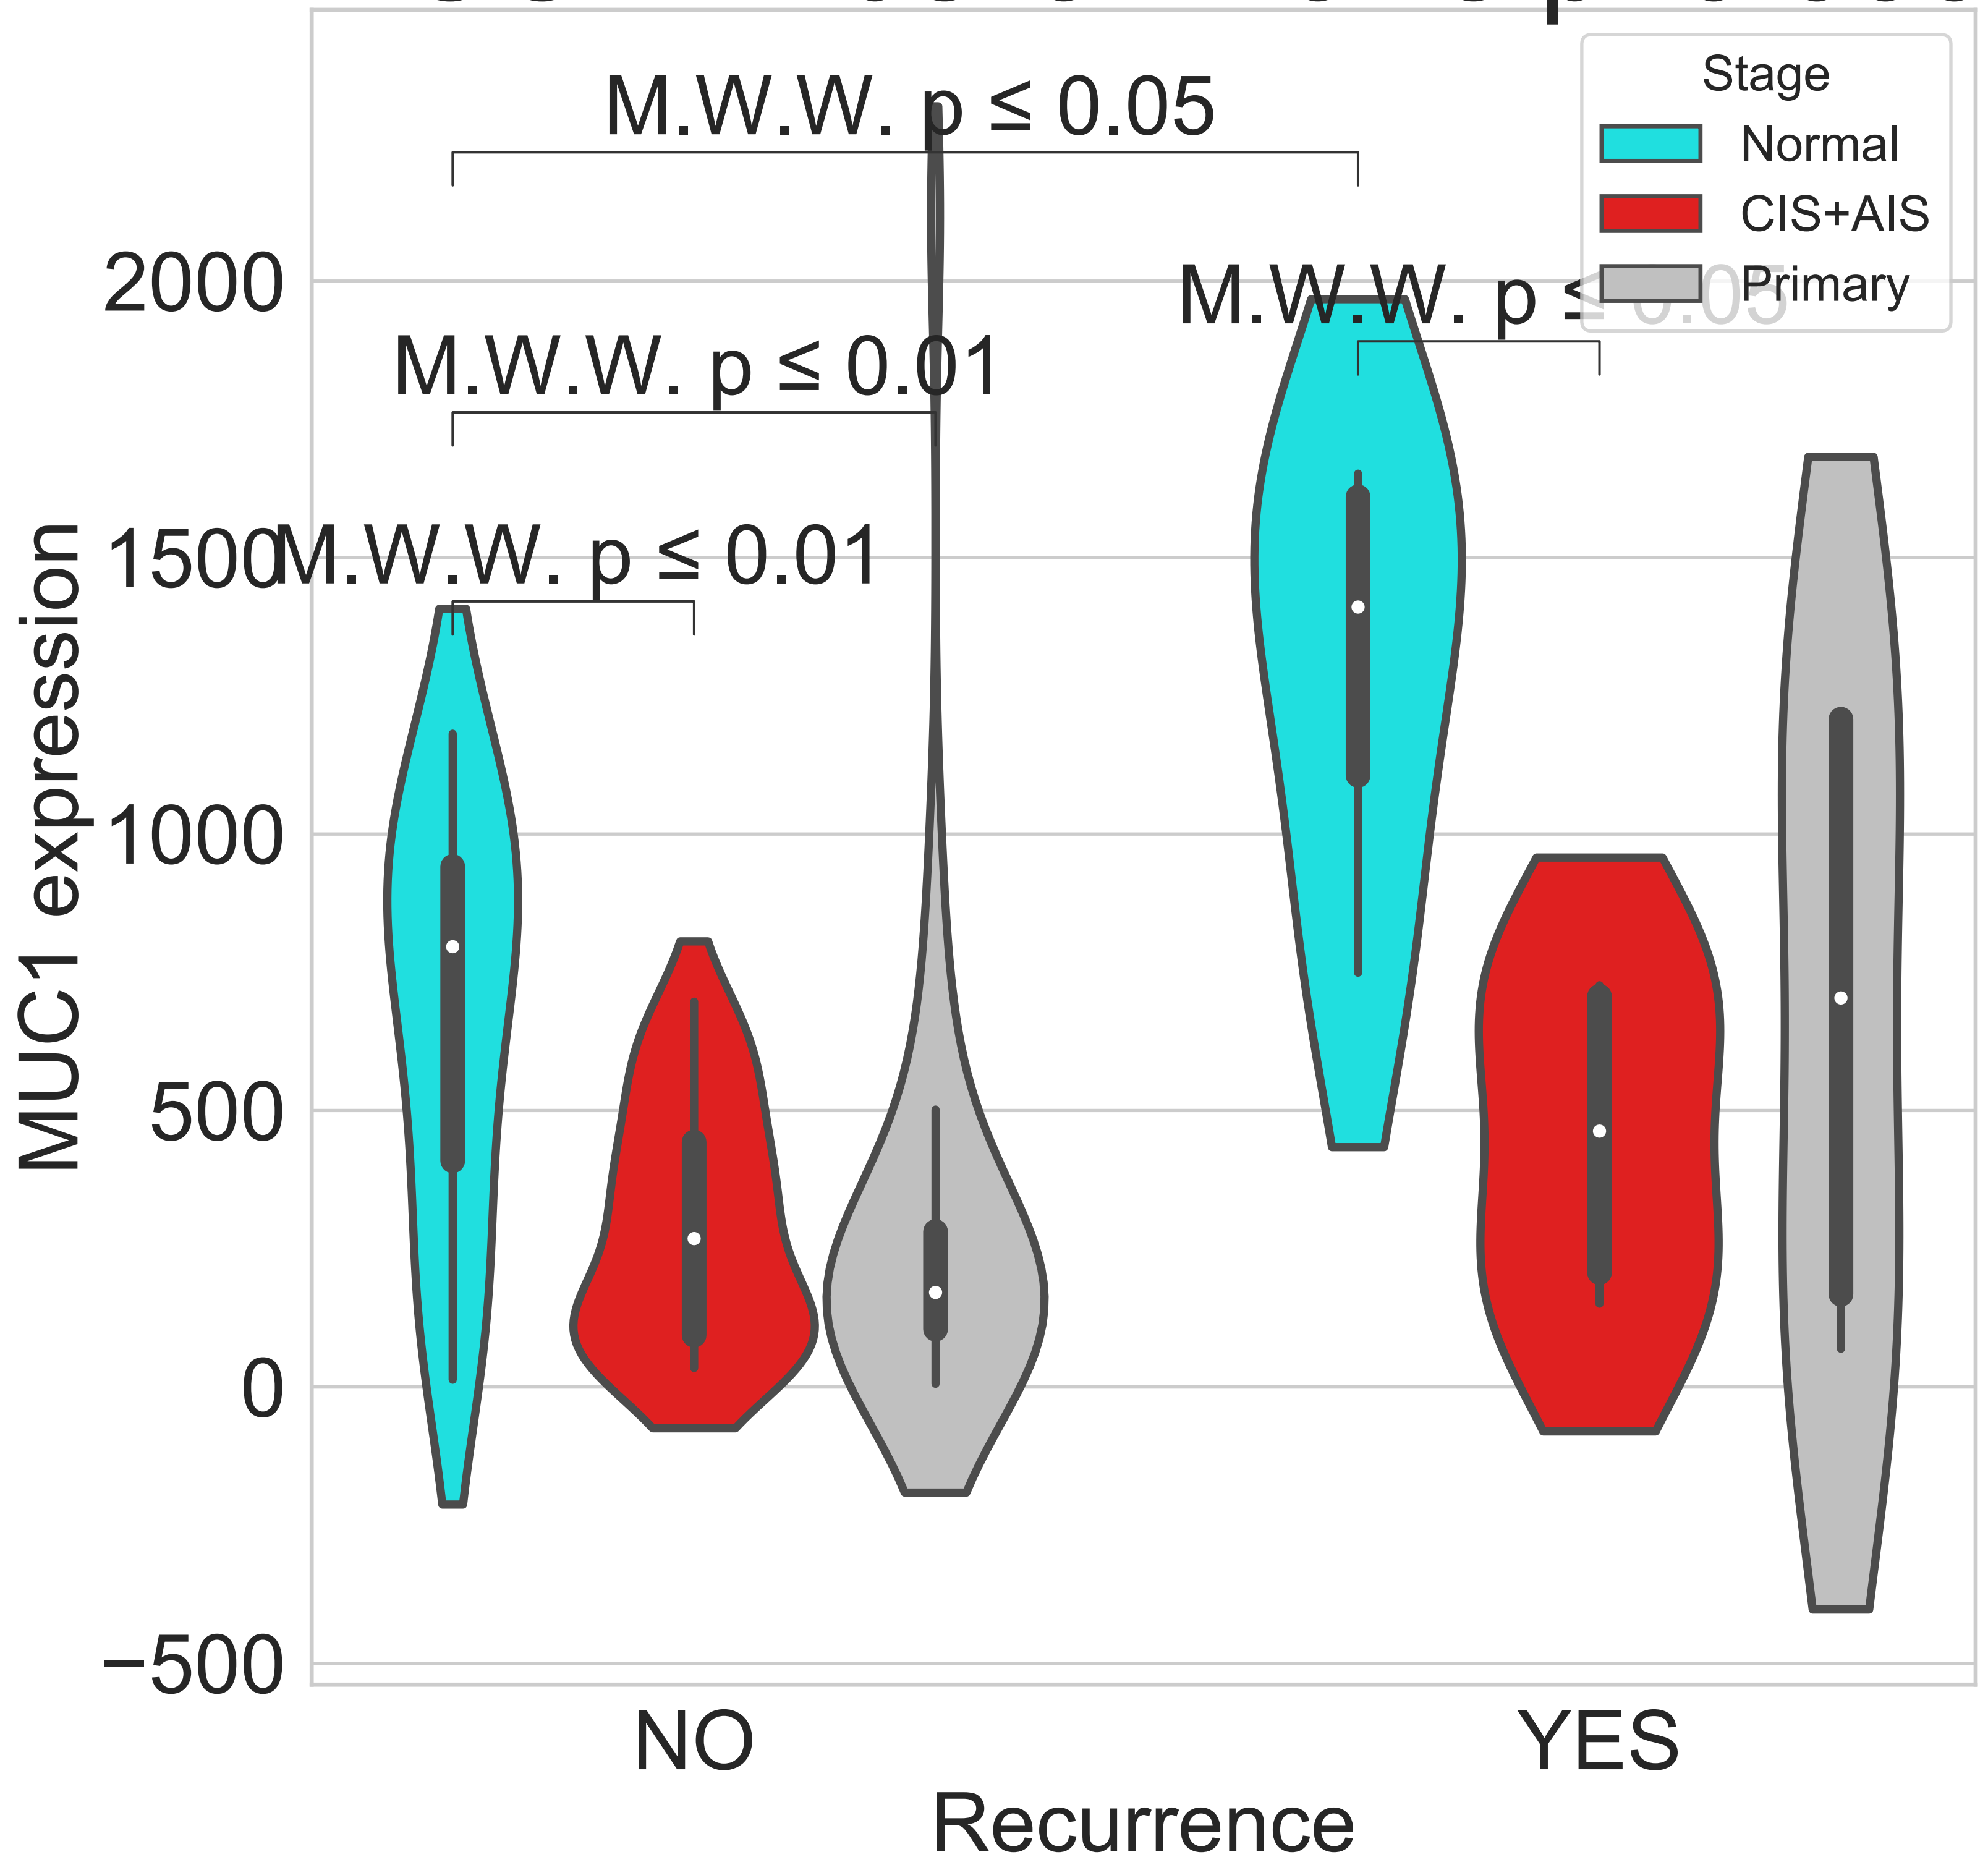 Stage
Normal
CIS+AIS
Primary
M.W.W. p ≤ 0.05
M.W.W. p ≤ 0.05
M.W.W. p ≤ 0.01
M.W.W. p ≤ 0.01
MUC1 expression
2000
1500
1000
500
0
−500
NO
YES
Recurrence